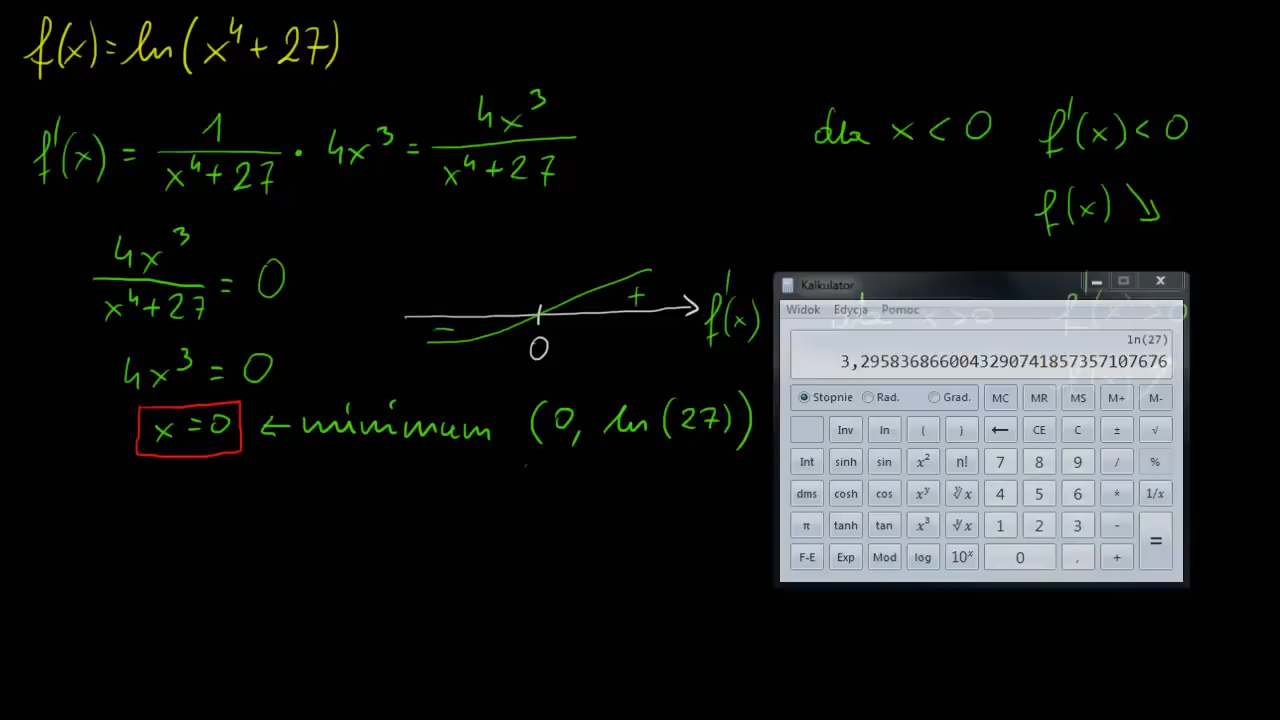 f(x) = ln(x⁴ + 27)
f'(x) = 1/(x⁴ + 27) · 4x³ = 4x³/(x⁴ + 27)
dla x < 0 f'(x) < 0
f(x) ↘
4x³/(x⁴ + 27) = 0
− 0 + f'(x)
4x³ = 0
x = 0 ← minimum (0, ln(27))
dla x > 0 f'(x) > 0
Kalkulator
Widok Edycja Pomoc
ln(27)
3,2958368660043290741857357107676
Stopnie Rad. Grad. MC MR MS M+ M-
Inv ln ( ) ← CE C ± √
Int sinh sin x² n! 7 8 9 / %
dms cosh cos xʸ ʸ√x 4 5 6 * 1/x
π tanh tan x³ ³√x 1 2 3 - =
F-E Exp Mod log 10ˣ 0 , +